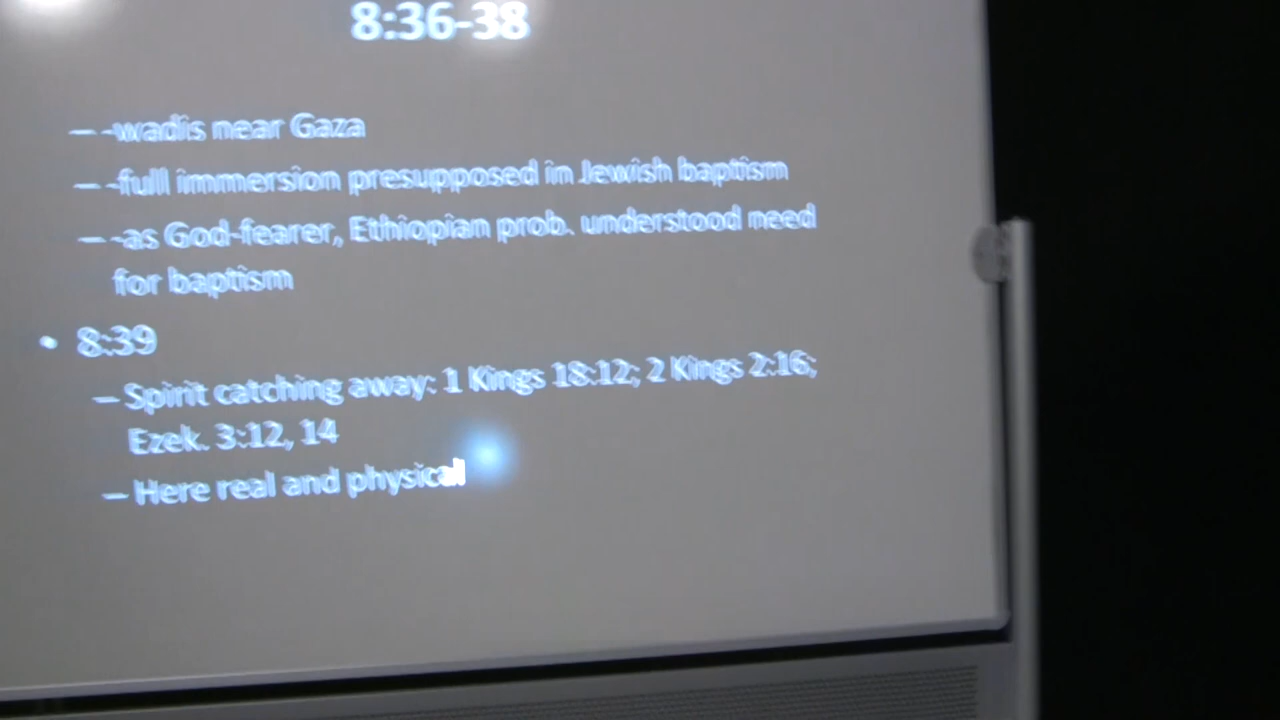 8:36-38
– -wadis near Gaza
– -full immersion presupposed in Jewish baptism
– -as God-fearer, Ethiopian prob. understood need
for baptism
• 8:39
– Spirit catching away: 1 Kings 18:12; 2 Kings 2:16;
Ezek. 3:12, 14
– Here real and physical